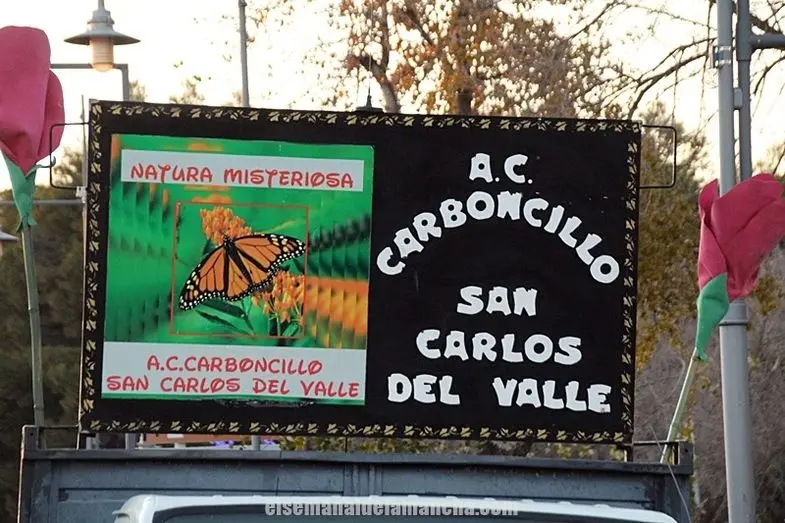 NATURA MISTERIOSA
A.C.CARBONCILLO
SAN CARLOS DEL VALLE
A.C.
CARBONCILLO
SAN
CARLOS
DEL VALLE
elsemanaldelamancha.com